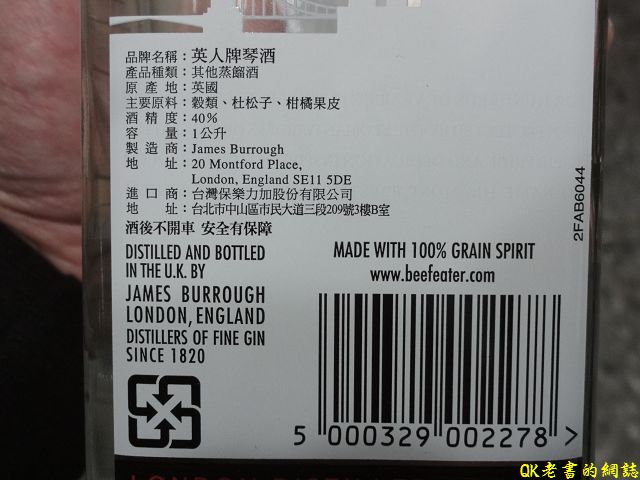 品牌名稱：英人牌琴酒
產品種類：其他蒸餾酒
原產地：英國
主要原料：穀類、杜松子、柑橘果皮
酒精度：40%
容量：1公升
製造商：James Burrough
地址：20 Montford Place,
London, England SE11 5DE
進口商：台灣保樂力加股份有限公司
地址：台北市中山區市民大道三段209號3樓B室
酒後不開車 安全有保障
DISTILLED AND BOTTLED
IN THE U.K. BY
JAMES BURROUGH
LONDON, ENGLAND
DISTILLERS OF FINE GIN
SINCE 1820
MADE WITH 100% GRAIN SPIRIT
www.beefeater.com
5 000329 002278 >
2FAB6044
QK老書的網誌